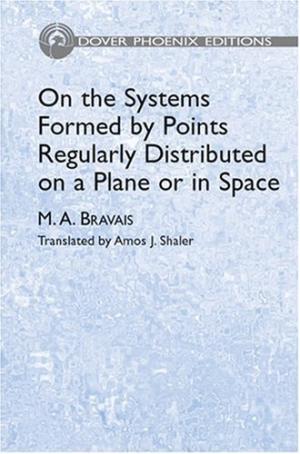 DOVER PHOENIX EDITIONS
On the Systems
Formed by Points
Regularly Distributed
on a Plane or in Space
M. A. BRAVAIS
Translated by Amos J. Shaler